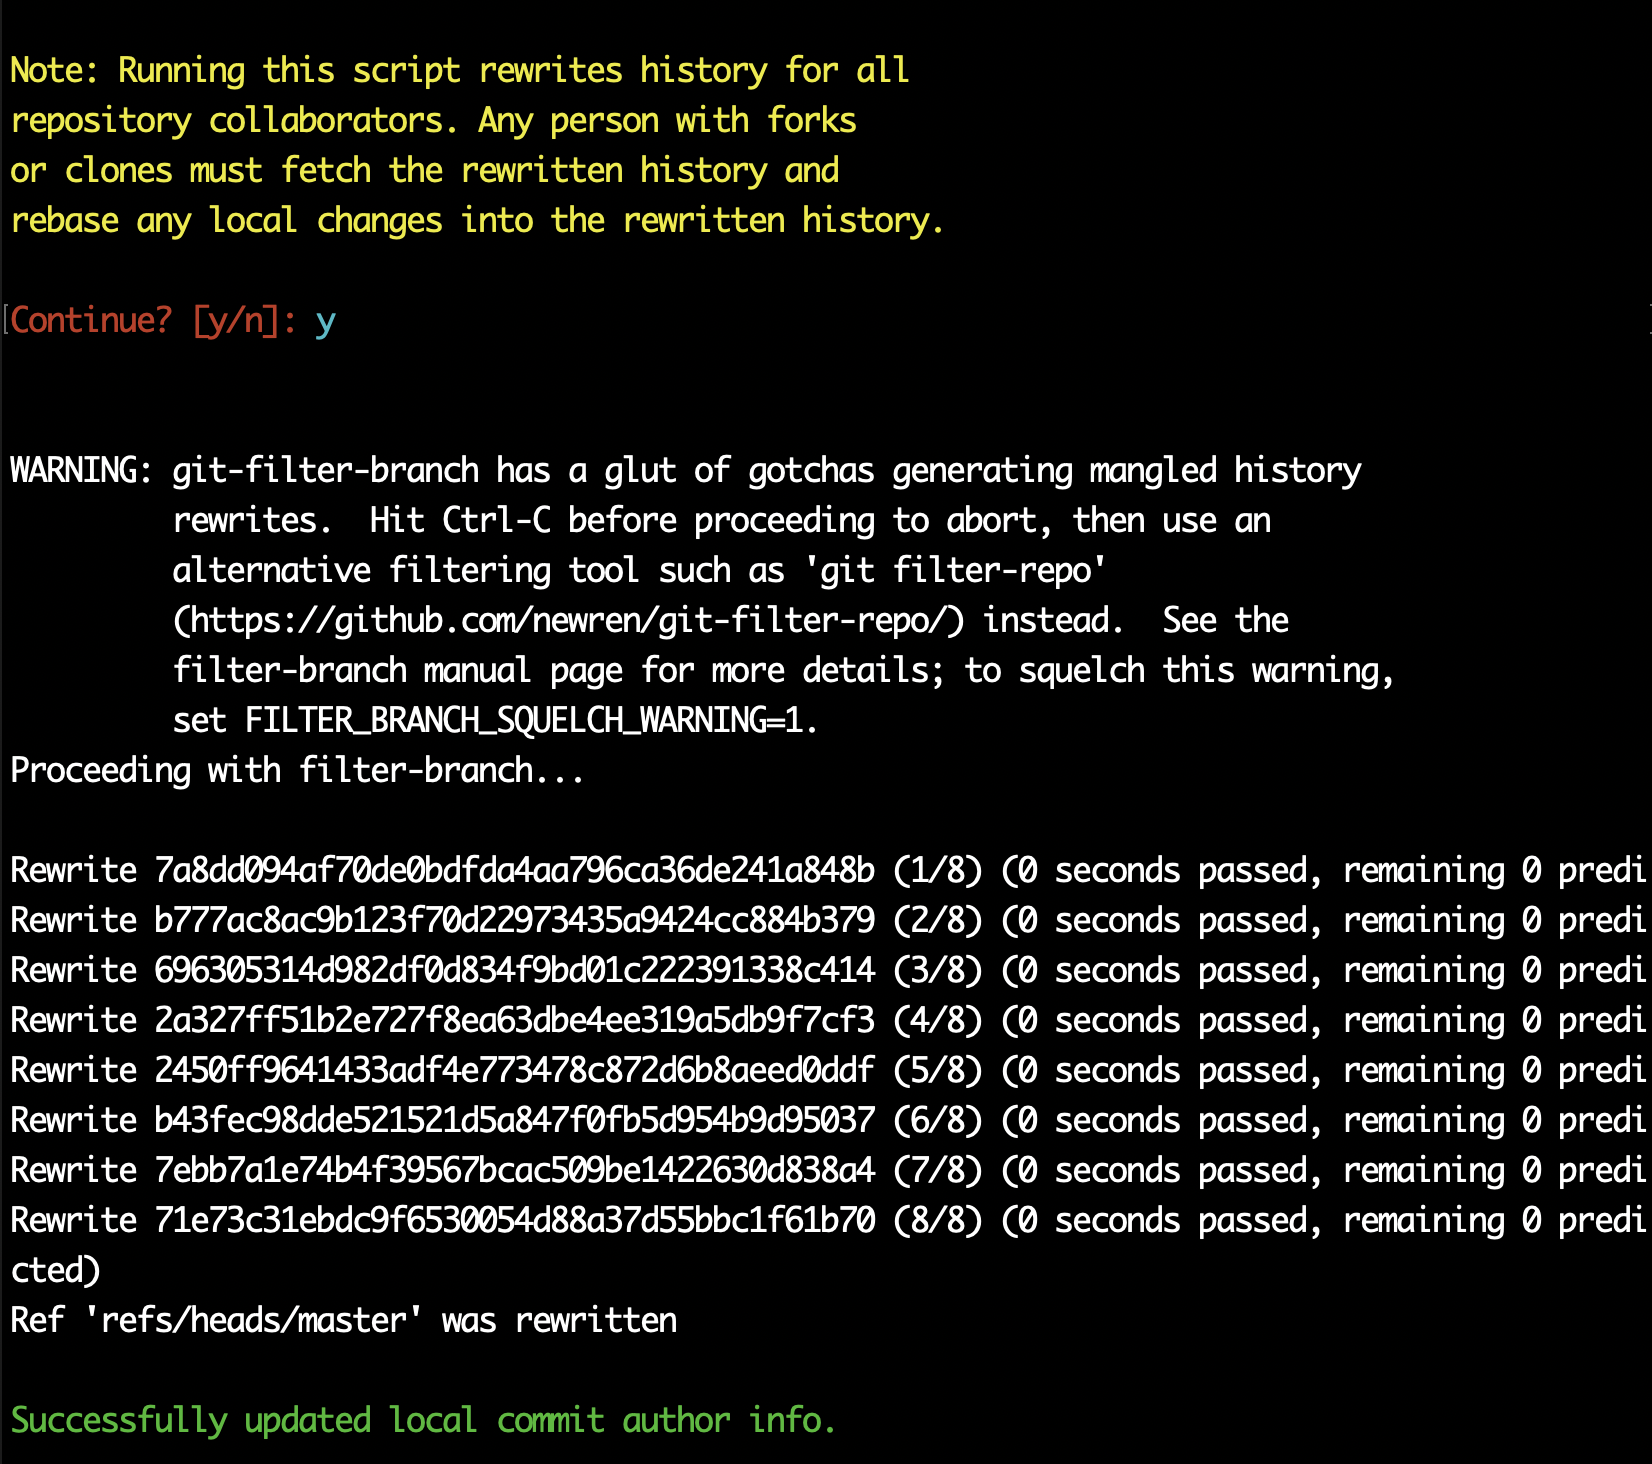 Note: Running this script rewrites history for all
repository collaborators. Any person with forks
or clones must fetch the rewritten history and
rebase any local changes into the rewritten history.
[Continue? [y/n]: y ]
WARNING: git-filter-branch has a glut of gotchas generating mangled history
rewrites.  Hit Ctrl-C before proceeding to abort, then use an
alternative filtering tool such as 'git filter-repo'
(https://github.com/newren/git-filter-repo/) instead.  See the
filter-branch manual page for more details; to squelch this warning,
set FILTER_BRANCH_SQUELCH_WARNING=1.
Proceeding with filter-branch...
Rewrite 7a8dd094af70de0bdfda4aa796ca36de241a848b (1/8) (0 seconds passed, remaining 0 predi
Rewrite b777ac8ac9b123f70d22973435a9424cc884b379 (2/8) (0 seconds passed, remaining 0 predi
Rewrite 696305314d982df0d834f9bd01c222391338c414 (3/8) (0 seconds passed, remaining 0 predi
Rewrite 2a327ff51b2e727f8ea63dbe4ee319a5db9f7cf3 (4/8) (0 seconds passed, remaining 0 predi
Rewrite 2450ff9641433adf4e773478c872d6b8aeed0ddf (5/8) (0 seconds passed, remaining 0 predi
Rewrite b43fec98dde521521d5a847f0fb5d954b9d95037 (6/8) (0 seconds passed, remaining 0 predi
Rewrite 7ebb7a1e74b4f39567bcac509be1422630d838a4 (7/8) (0 seconds passed, remaining 0 predi
Rewrite 71e73c31ebdc9f6530054d88a37d55bbc1f61b70 (8/8) (0 seconds passed, remaining 0 predi
cted)
Ref 'refs/heads/master' was rewritten
Successfully updated local commit author info.